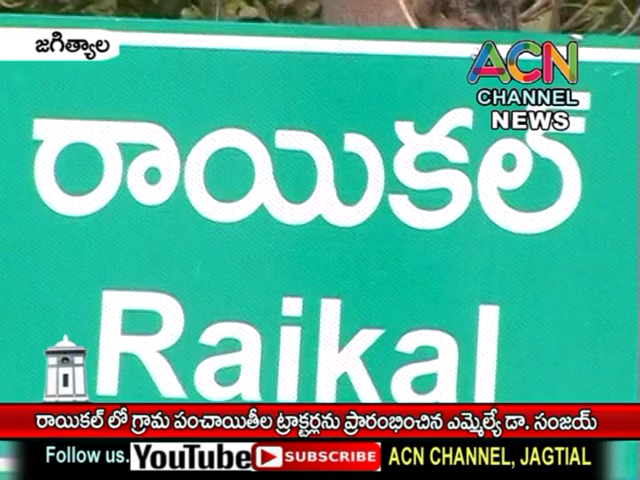 జగిత్యాల
ACN
CHANNEL
NEWS
రాయికల్
Raikal
రాయికల్ లో గ్రామ పంచాయితీల ట్రాక్టర్లను ప్రారంభించిన ఎమ్మెల్యే డా. సంజయ్
Follow us. YouTube SUBSCRIBE ACN CHANNEL, JAGTIAL